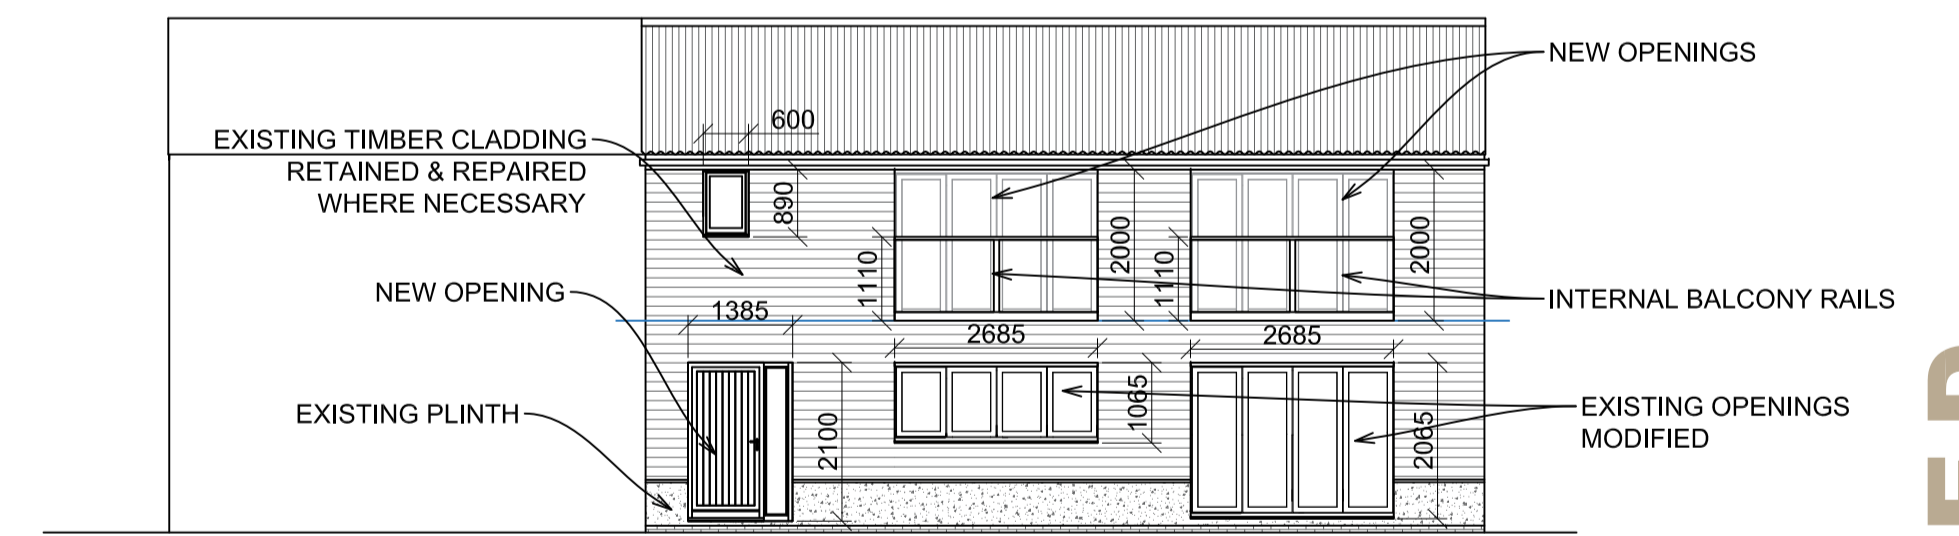 NEW OPENINGS
600
EXISTING TIMBER CLADDING
RETAINED & REPAIRED
WHERE NECESSARY
890
1110
2000
1110
2000
NEW OPENING
INTERNAL BALCONY RAILS
1385
2685
2685
EXISTING PLINTH
2100
1065
2065
EXISTING OPENINGS
MODIFIED